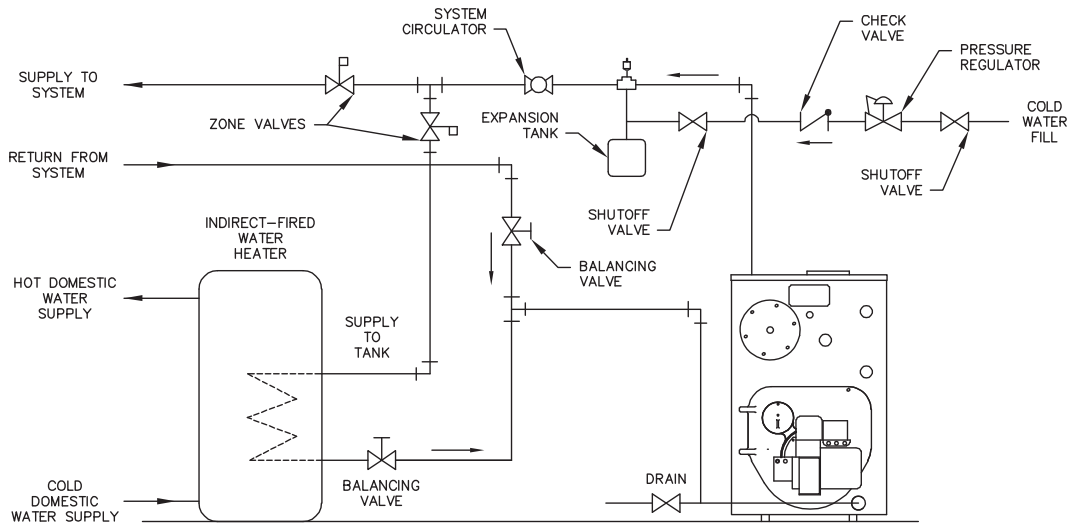 SYSTEM
CIRCULATOR
CHECK
VALVE
PRESSURE
REGULATOR
SUPPLY TO
SYSTEM
ZONE VALVES
EXPANSION
TANK
COLD
WATER
FILL
RETURN FROM
SYSTEM
SHUTOFF
VALVE
SHUTOFF
VALVE
INDIRECT-FIRED
WATER
HEATER
BALANCING
VALVE
HOT DOMESTIC
WATER
SUPPLY
SUPPLY
TO
TANK
COLD
DOMESTIC
WATER SUPPLY
BALANCING
VALVE
DRAIN